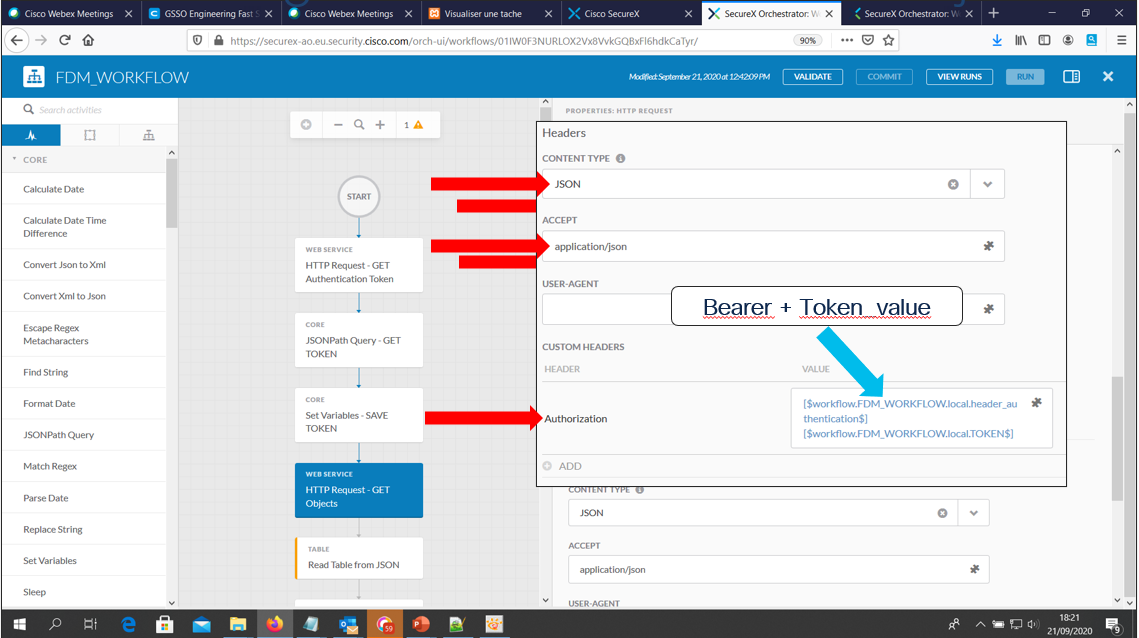 Cisco Webex Meetings
GSSO Engineering Fast S
Cisco Webex Meetings
Visualiser une tache
Cisco SecureX
SecureX Orchestrator: W
SecureX Orchestrator: W
https://securex-ao.eu.security.cisco.com/orch-ui/workflows/01IW0F3NURLOX2Vx8VvkGQBxFl6hdkCaTyr/
90%
FDM_WORKFLOW
Modified: September 21, 2020 at 12:42:09 PM
VALIDATE
COMMIT
VIEW RUNS
RUN
Search activities
CORE
Calculate Date
Calculate Date Time
Difference
Convert Json to Xml
Convert Xml to Json
Escape Regex
Metacharacters
Find String
Format Date
JSONPath Query
Match Regex
Parse Date
Replace String
Set Variables
Sleep
1
START
WEB SERVICE
HTTP Request - GET
Authentication Token
CORE
JSONPath Query - GET
TOKEN
CORE
Set Variables - SAVE
TOKEN
WEB SERVICE
HTTP Request - GET
Objects
TABLE
Read Table from JSON
PROPERTIES: HTTP REQUEST
Headers
CONTENT TYPE
JSON
ACCEPT
application/json
USER-AGENT
Bearer + Token_value
CUSTOM HEADERS
HEADER
VALUE
Authorization
[$workflow.FDM_WORKFLOW.local.header_au
thentication$]
[$workflow.FDM_WORKFLOW.local.TOKEN$]
ADD
CONTENT TYPE
JSON
ACCEPT
application/json
USER-AGENT
59
18:21
21/09/2020
9